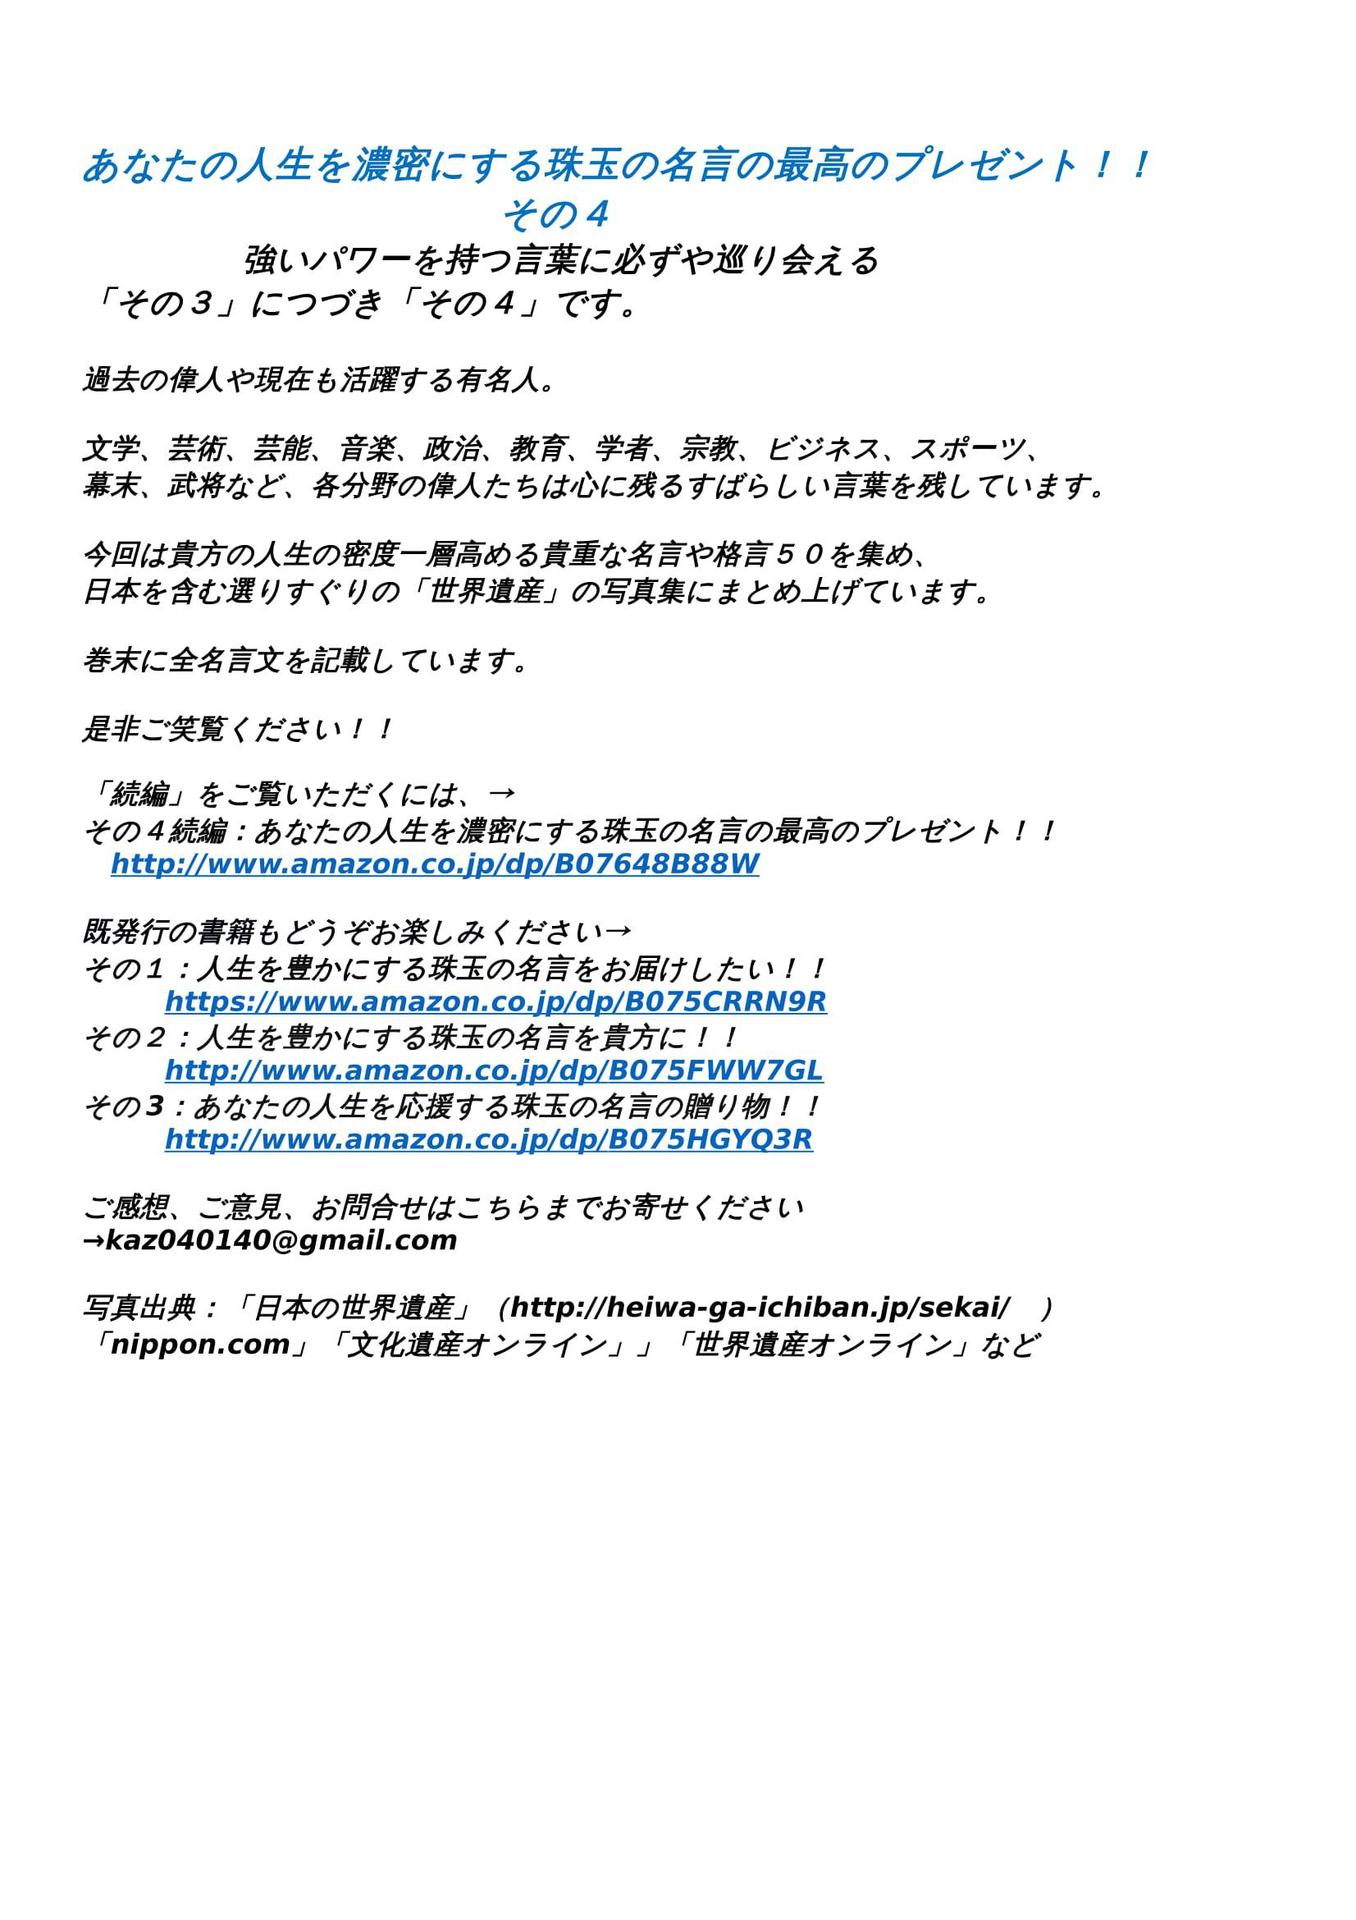 あなたの人生を濃密にする珠玉の名言の最高のプレゼント！！
その４
強いパワーを持つ言葉に必ずや巡り会える
「その３」につづき「その４」です。
過去の偉人や現在も活躍する有名人。
文学、芸術、芸能、音楽、政治、教育、学者、宗教、ビジネス、スポーツ、
幕末、武将など、各分野の偉人たちは心に残るすばらしい言葉を残しています。
今回は貴方の人生の密度一層高める貴重な名言や格言５０を集め、
日本を含む選りすぐりの「世界遺産」の写真集にまとめ上げています。
巻末に全名言文を記載しています。
是非ご笑覧ください！！
「続編」をご覧いただくには、→
その４続編：あなたの人生を濃密にする珠玉の名言の最高のプレゼント！！
http://www.amazon.co.jp/dp/B07648B88W
既発行の書籍もどうぞお楽しみください→
その１：人生を豊かにする珠玉の名言をお届けしたい！！
https://www.amazon.co.jp/dp/B075CRRN9R
その２：人生を豊かにする珠玉の名言を貴方に！！
http://www.amazon.co.jp/dp/B075FWW7GL
その3：あなたの人生を応援する珠玉の名言の贈り物！！
http://www.amazon.co.jp/dp/B075HGYQ3R
ご感想、ご意見、お問合せはこちらまでお寄せください
→kaz040140@gmail.com
写真出典：「日本の世界遺産」（http://heiwa-ga-ichiban.jp/sekai/　）
「nippon.com」「文化遺産オンライン」」「世界遺産オンライン」など